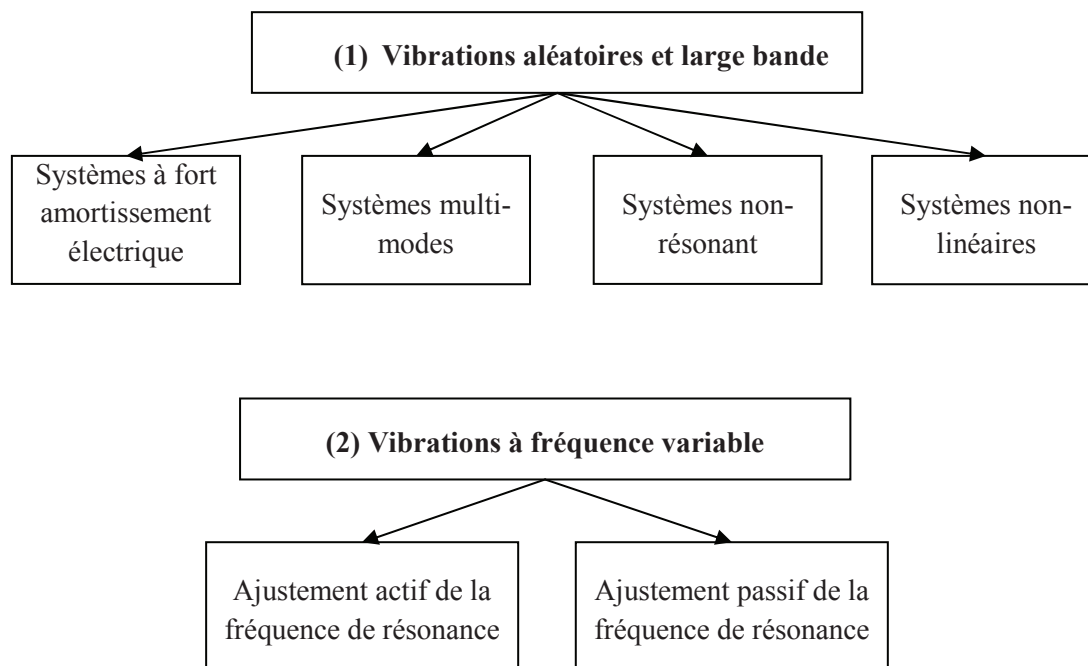 (1) Vibrations aléatoires et large bande
Systèmes à fort
amortissement
électrique
Systèmes multi-
modes
Systèmes non-
résonant
Systèmes non-
linéaires
(2) Vibrations à fréquence variable
Ajustement actif de la
fréquence de résonance
Ajustement passif de la
fréquence de résonance